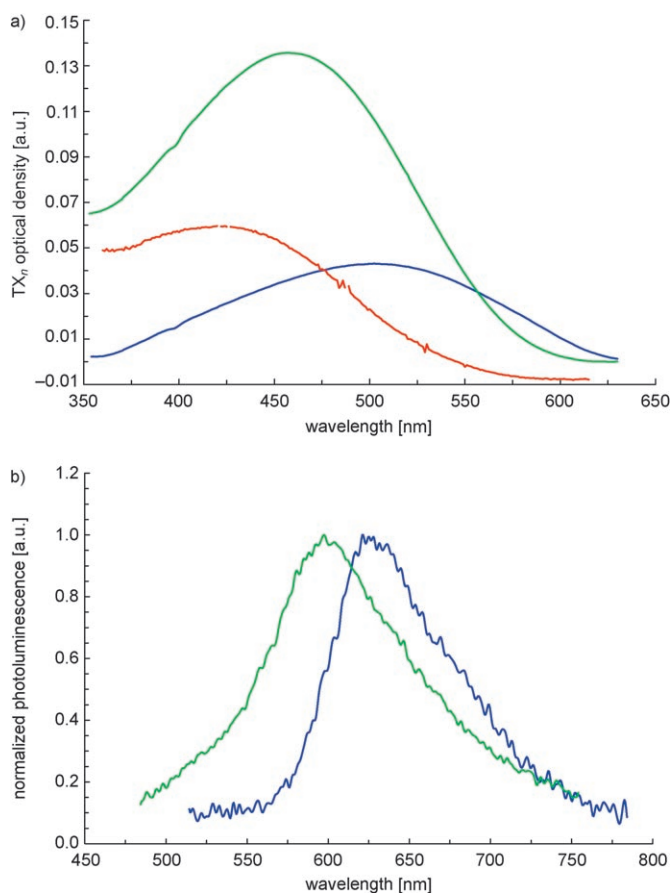 a)
0.15
0.13
0.11
0.09
0.07
0.05
0.03
0.01
–0.01
TXn optical density [a.u.]
350 400 450 500 550 600 650
wavelength [nm]
b)
1.2
1.0
0.8
0.6
0.4
0.2
0.0
normalized photoluminescence [a.u.]
450 500 550 600 650 700 750 800
wavelength [nm]